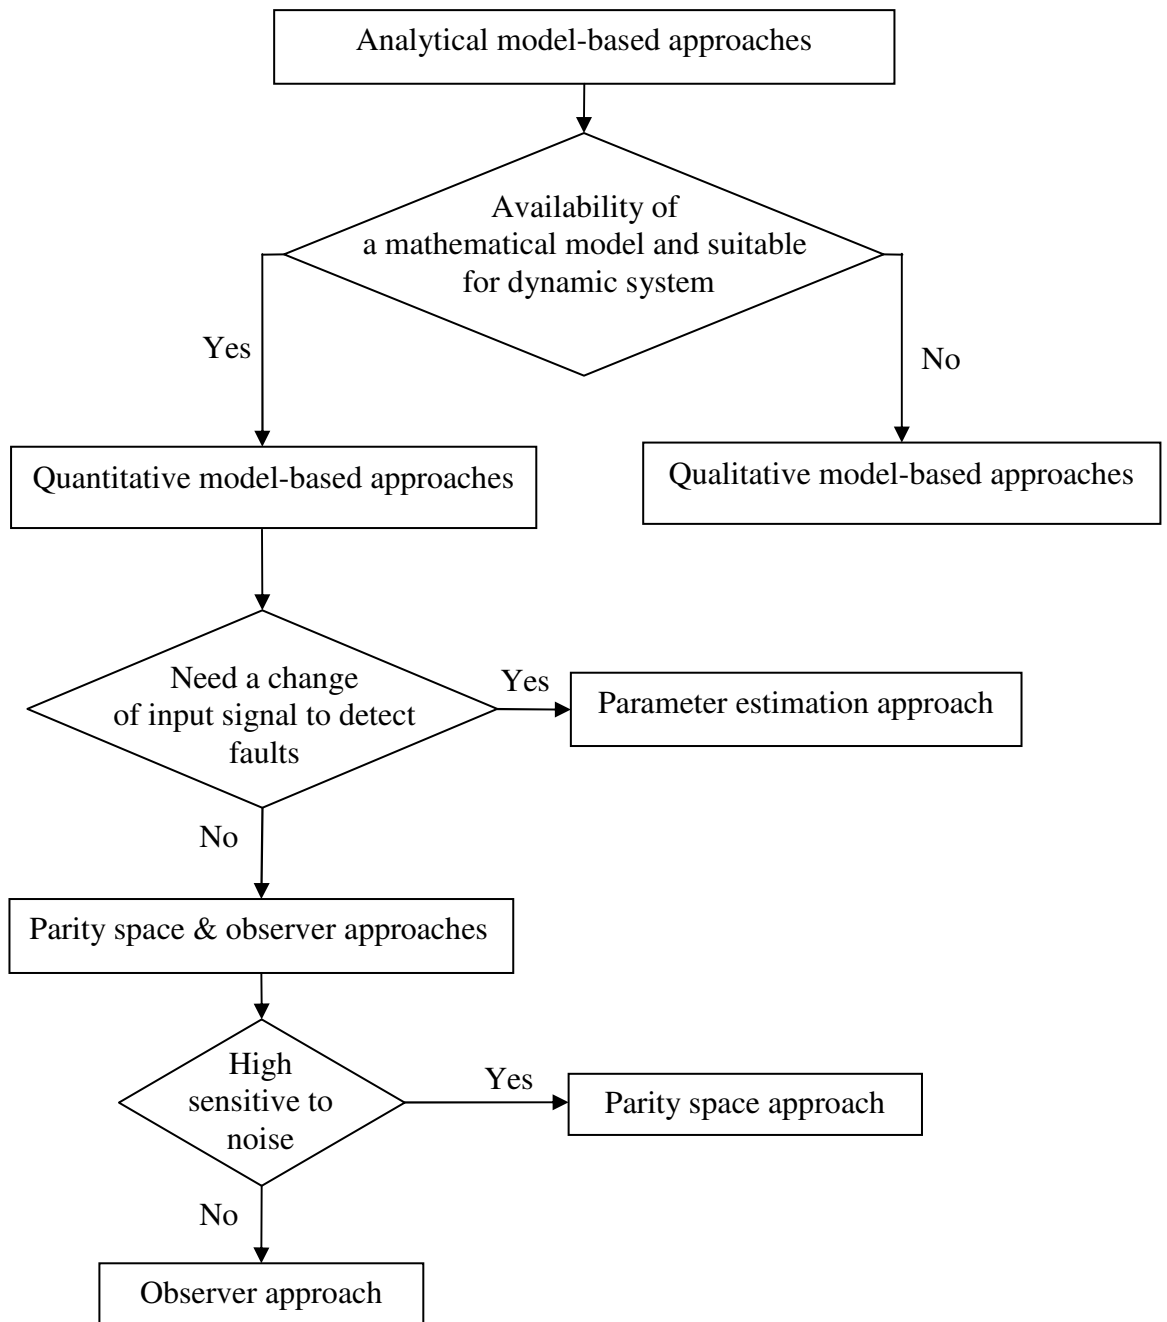 Analytical model-based approaches
Availability of
a mathematical model and suitable
for dynamic system
Yes
No
Quantitative model-based approaches
Qualitative model-based approaches
Need a change
of input signal to detect
faults
Yes
Parameter estimation approach
No
Parity space & observer approaches
High
sensitive to
noise
Yes
Parity space approach
No
Observer approach